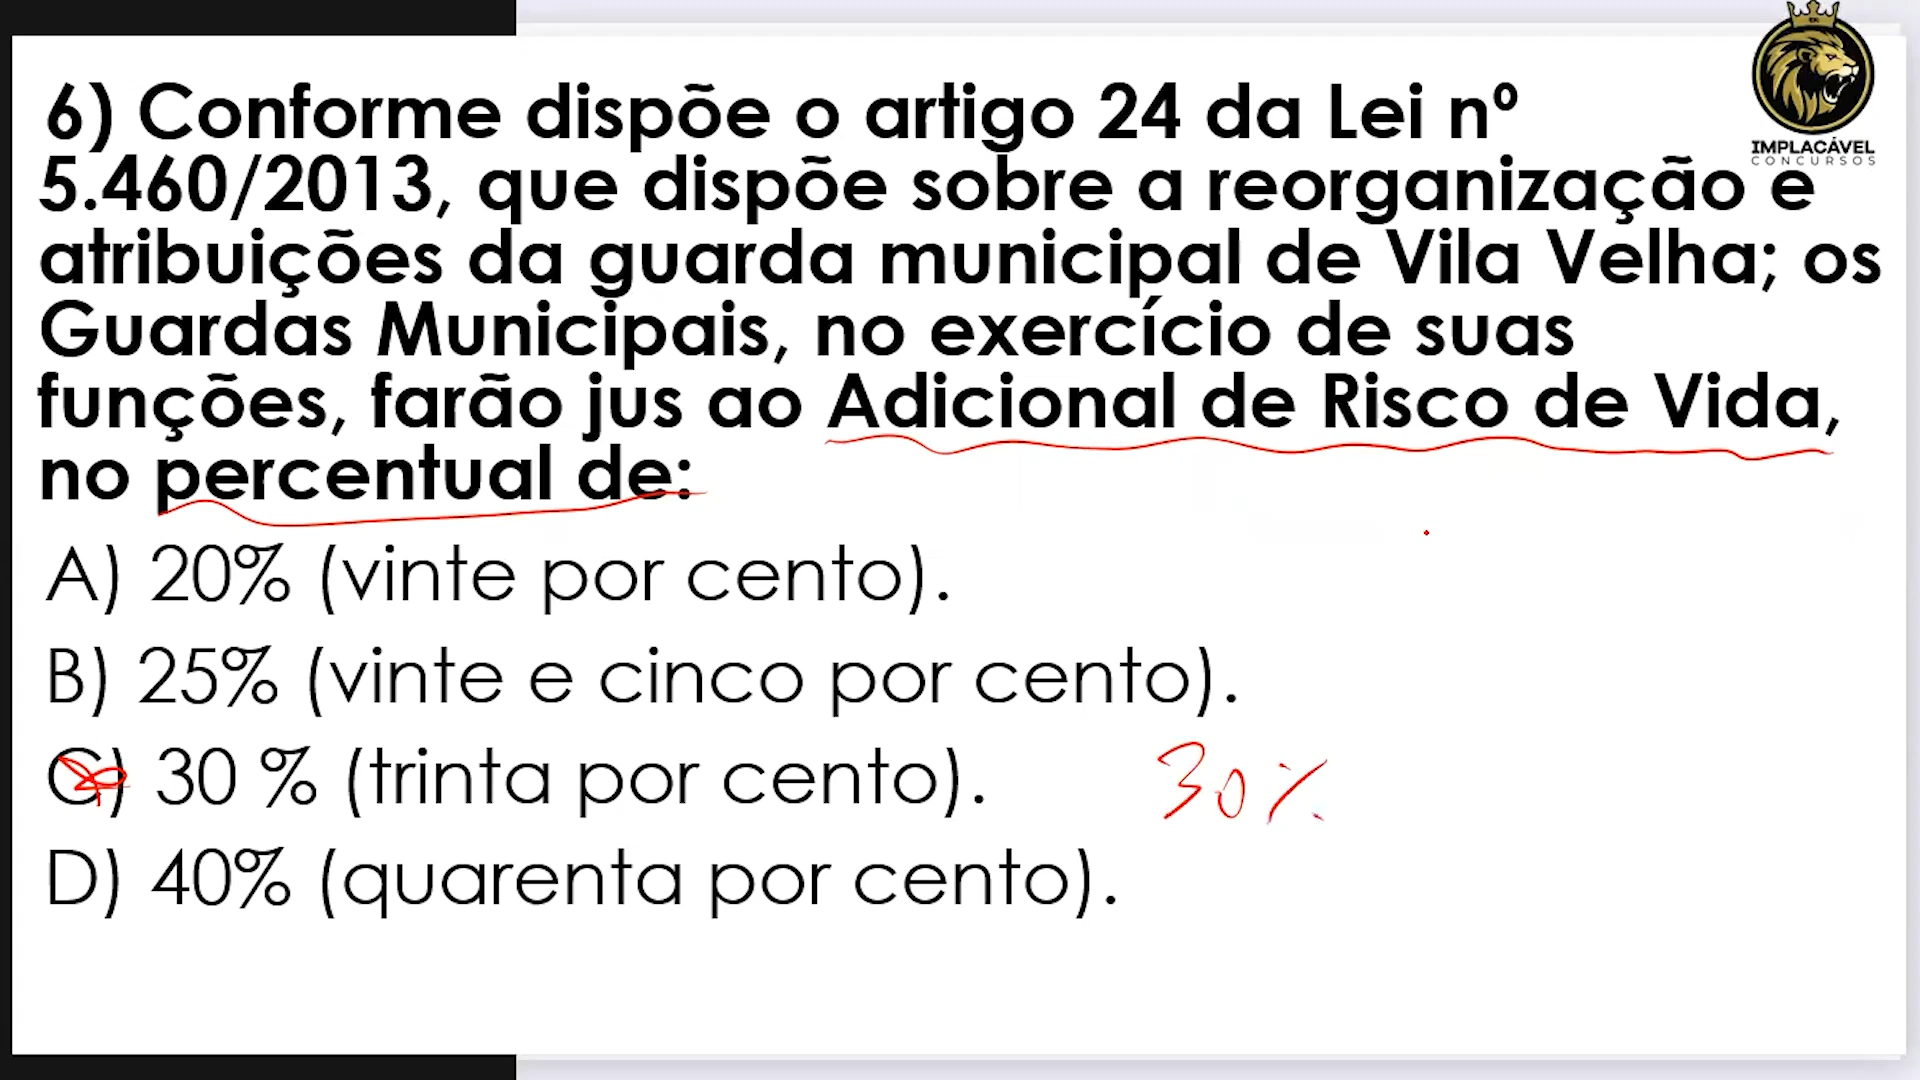 IMPLACÁVEL
CONCURSOS
6) Conforme dispõe o artigo 24 da Lei nº
5.460/2013, que dispõe sobre a reorganização e
atribuições da guarda municipal de Vila Velha; os
Guardas Municipais, no exercício de suas
funções, farão jus ao Adicional de Risco de Vida,
no percentual de:
A) 20% (vinte por cento).
B) 25% (vinte e cinco por cento).
C) 30 % (trinta por cento). 30%
D) 40% (quarenta por cento).